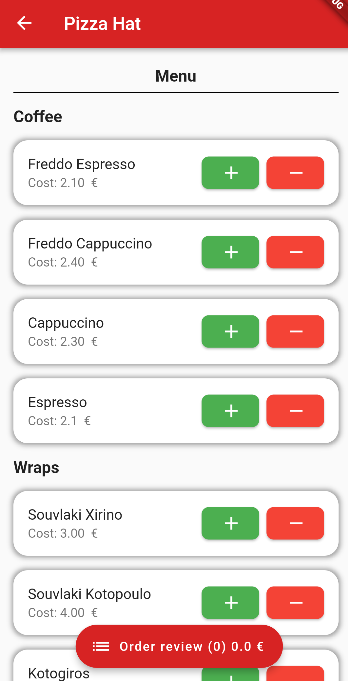 Pizza Hat
Menu
Coffee
Freddo Espresso
Cost: 2.10 €
Freddo Cappuccino
Cost: 2.40 €
Cappuccino
Cost: 2.30 €
Espresso
Cost: 2.1 €
Wraps
Souvlaki Xirino
Cost: 3.00 €
Souvlaki Kotopoulo
Cost: 4.00 €
Order review (0) 0.0 €
Kotogiros